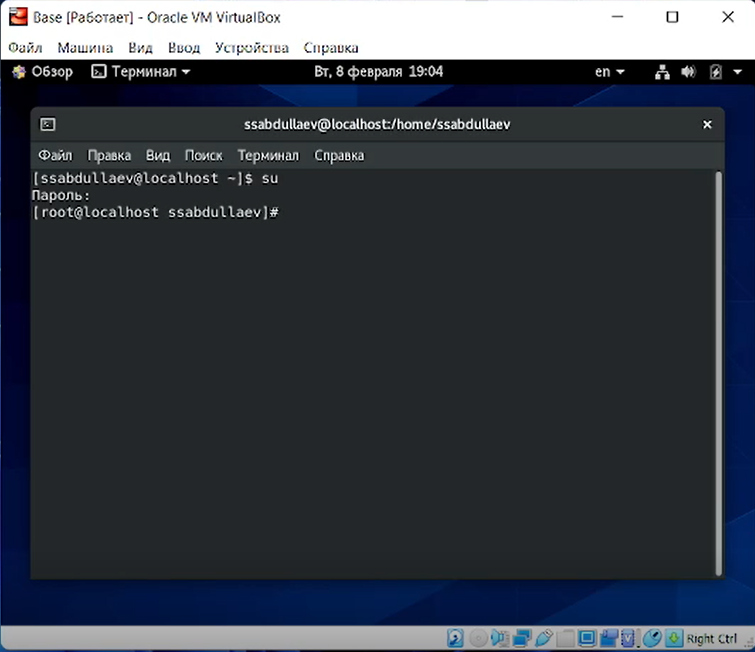 Base [Работает] - Oracle VM VirtualBox
Файл Машина Вид Ввод Устройства Справка
Обзор Терминал Вт, 8 февраля 19:04 en
ssabdullaev@localhost:/home/ssabdullaev
Файл Правка Вид Поиск Терминал Справка
[ssabdullaev@localhost ~]$ su
Пароль:
[root@localhost ssabdullaev]#
Right Ctrl